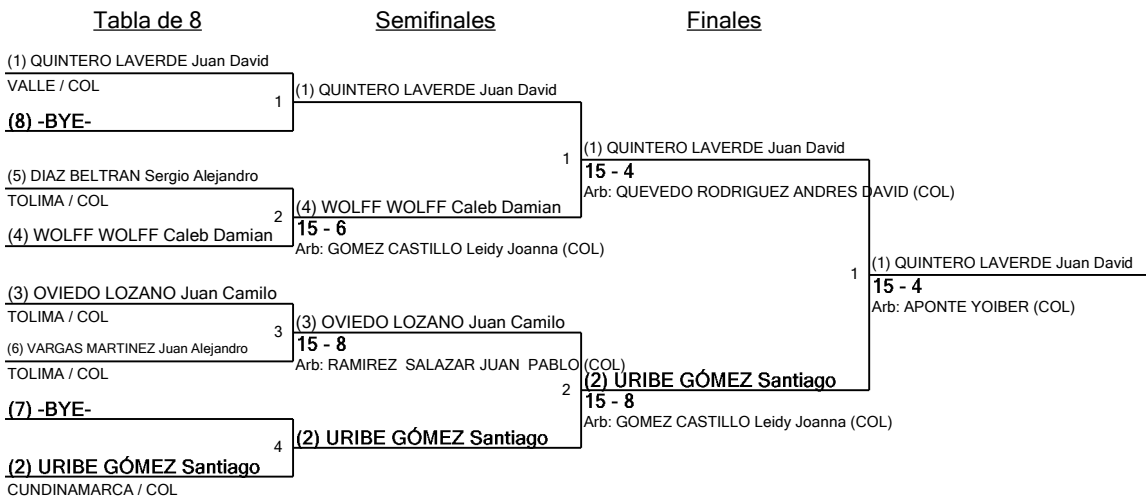 Tabla de 8
Semifinales
Finales
(1) QUINTERO LAVERDE Juan David
VALLE / COL
1
(8) -BYE-
(1) QUINTERO LAVERDE Juan David
(5) DIAZ BELTRAN Sergio Alejandro
TOLIMA / COL
2
(4) WOLFF WOLFF Caleb Damian
(4) WOLFF WOLFF Caleb Damian
15 - 6
Arb: GOMEZ CASTILLO Leidy Joanna (COL)
1
(1) QUINTERO LAVERDE Juan David
15 - 4
Arb: QUEVEDO RODRIGUEZ ANDRES DAVID (COL)
(3) OVIEDO LOZANO Juan Camilo
TOLIMA / COL
3
(6) VARGAS MARTINEZ Juan Alejandro
TOLIMA / COL
(3) OVIEDO LOZANO Juan Camilo
15 - 8
Arb: RAMIREZ SALAZAR JUAN PABLO (COL)
(7) -BYE-
4
(2) URIBE GÓMEZ Santiago
CUNDINAMARCA / COL
(2) URIBE GÓMEZ Santiago
2
(2) URIBE GÓMEZ Santiago
15 - 8
Arb: GOMEZ CASTILLO Leidy Joanna (COL)
1
(1) QUINTERO LAVERDE Juan David
15 - 4
Arb: APONTE YOIBER (COL)